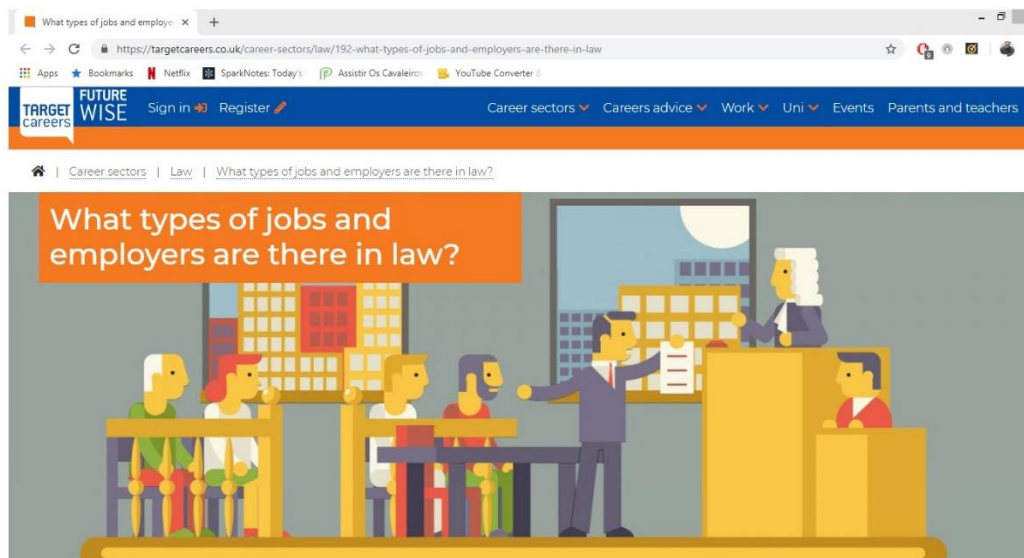 What types of jobs and employe
https://targetcareers.co.uk/career-sectors/law/192-what-types-of-jobs-and-employers-are-there-in-law
Apps Bookmarks Netflix SparkNotes: Today's Assistir Os Cavaleiros YouTube Converter
TARGET careers FUTURE WISE Sign in Register Career sectors Careers advice Work Uni Events Parents and teachers
| Career sectors | Law | What types of jobs and employers are there in law?
What types of jobs and
employers are there in law?